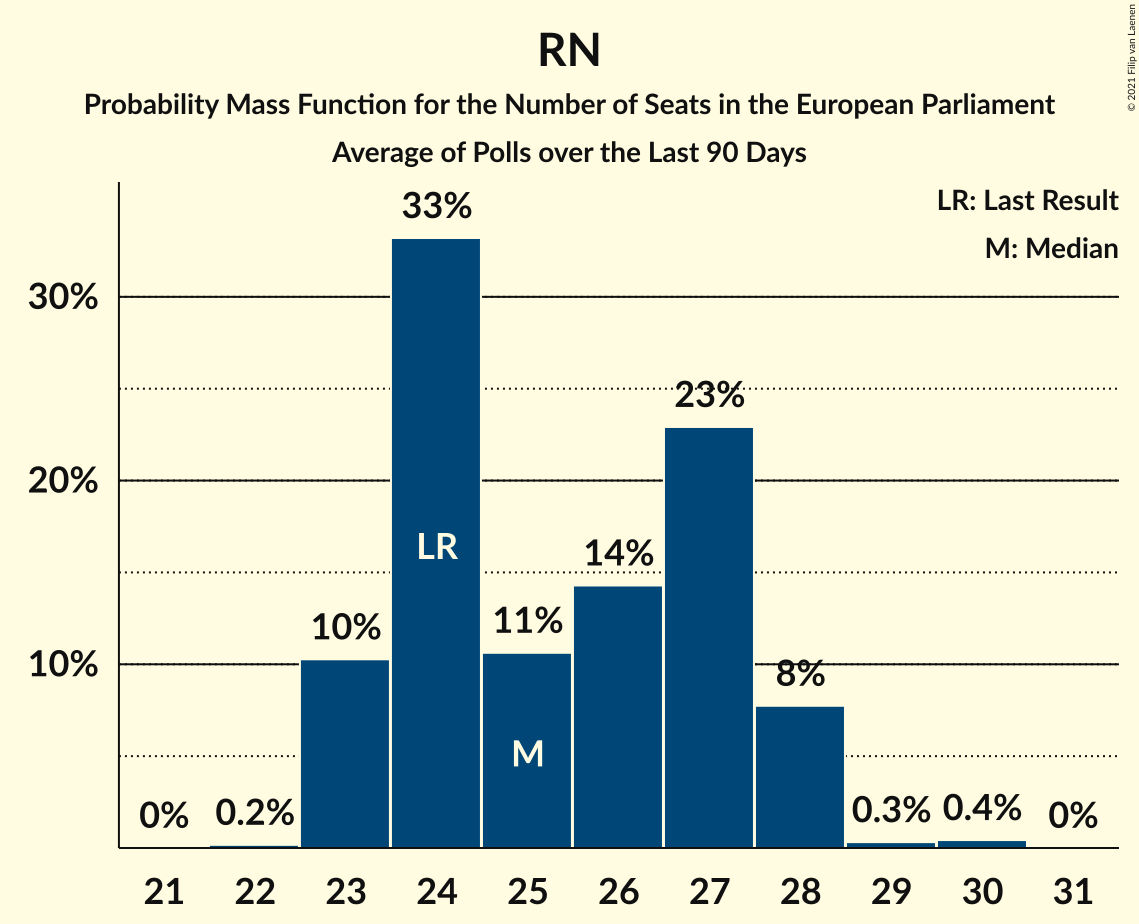 RN
Probability Mass Function for the Number of Seats in the European Parliament
Average of Polls over the Last 90 Days
© 2021 Filip van Laenen
LR: Last Result
M: Median
33%
30%
23%
20%
LR
14%
11%
10%
10%
8%
M
0% 0.2% 0.3% 0.4% 0%
21 22 23 24 25 26 27 28 29 30 31